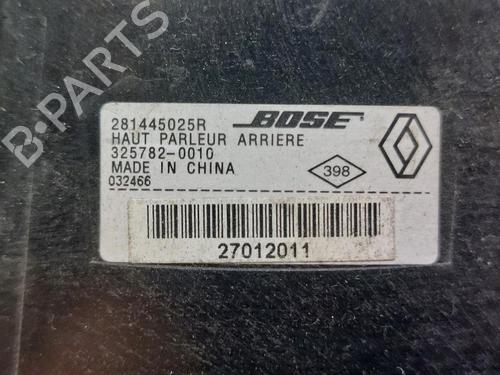 B-PARTS
281445025R
BOSE
HAUT PARLEUR ARRIERE
325782-0010
MADE IN CHINA
398
032466
27012011